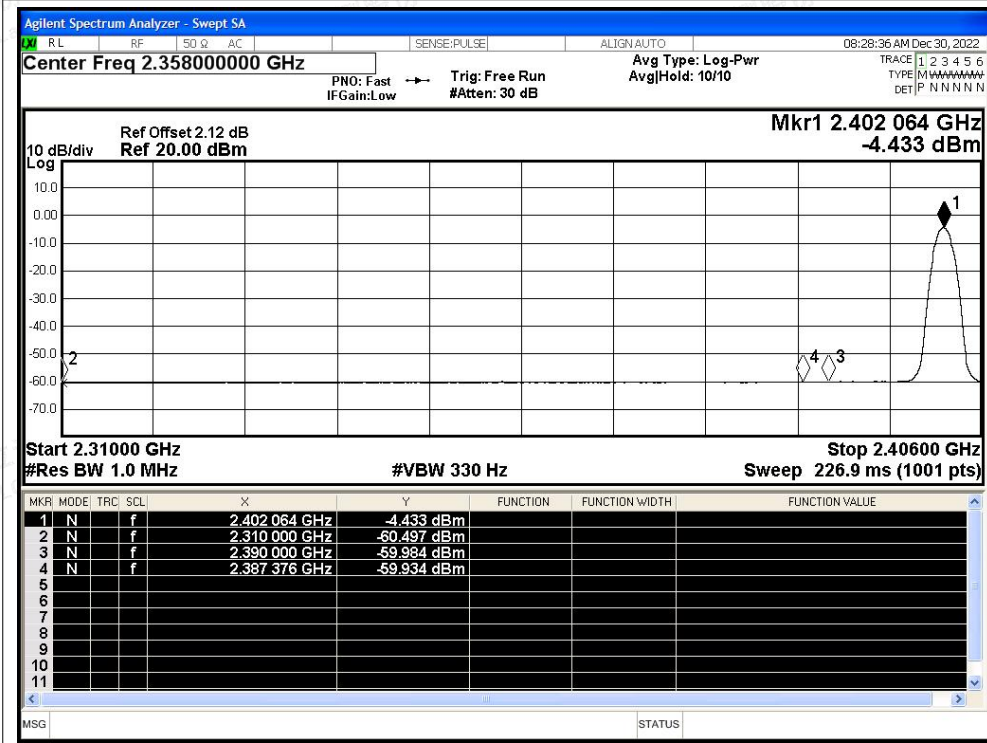 Agilent Spectrum Analyzer - Swept SA
LXI RL RF 50 Ω AC SENSE:PULSE ALIGN AUTO 08:28:36 AM Dec 30, 2022
Center Freq 2.358000000 GHz
PNO: Fast
IFGain:Low
Trig: Free Run
#Atten: 30 dB
Avg Type: Log-Pwr
Avg|Hold: 10/10
TRACE 1 2 3 4 5 6
TYPE M
DET P N N N N N
Ref Offset 2.12 dB
10 dB/div Ref 20.00 dBm
Log
Mkr1 2.402 064 GHz
-4.433 dBm
10.0
0.00
-10.0
-20.0
-30.0
-40.0
-50.0
-60.0
-70.0
1
2
4
3
Start 2.31000 GHz Stop 2.40600 GHz
#Res BW 1.0 MHz #VBW 330 Hz Sweep 226.9 ms (1001 pts)
MKR MODE TRC SCL X Y FUNCTION FUNCTION WIDTH FUNCTION VALUE
1 N f 2.402 064 GHz -4.433 dBm
2 N f 2.310 000 GHz -60.497 dBm
3 N f 2.390 000 GHz -59.984 dBm
4 N f 2.387 376 GHz -59.934 dBm
5
6
7
8
9
10
11
MSG STATUS